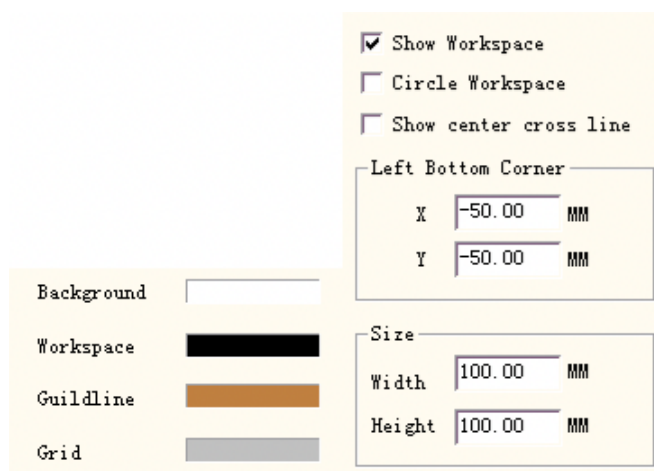 Show Workspace
Circle Workspace
Show center cross line
Left Bottom Corner
X -50.00 MM
Y -50.00 MM
Background
Workspace
Guildline
Grid
Size
Width 100.00 MM
Height 100.00 MM